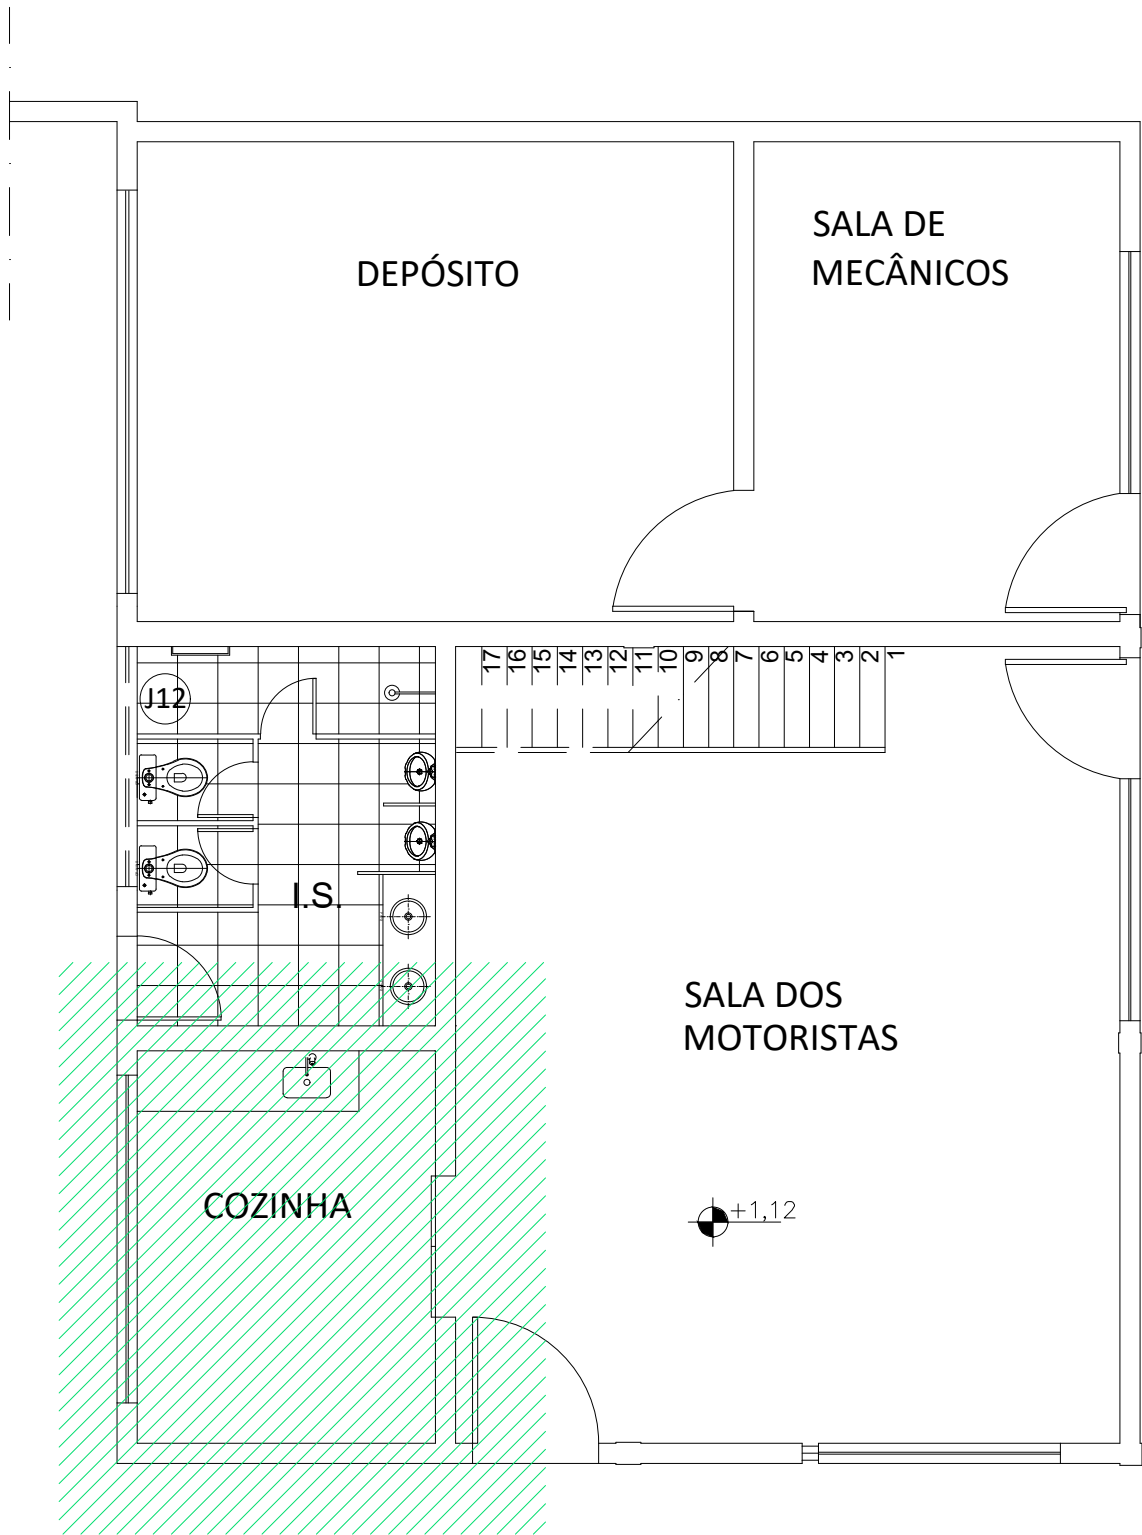 SALA DE
MECÂNICOS
DEPÓSITO
17 16 15 14 13 12 11 10 9 8 7 6 5 4 3 2 1
J12
I.S.
SALA DOS
MOTORISTAS
COZINHA
+1,12